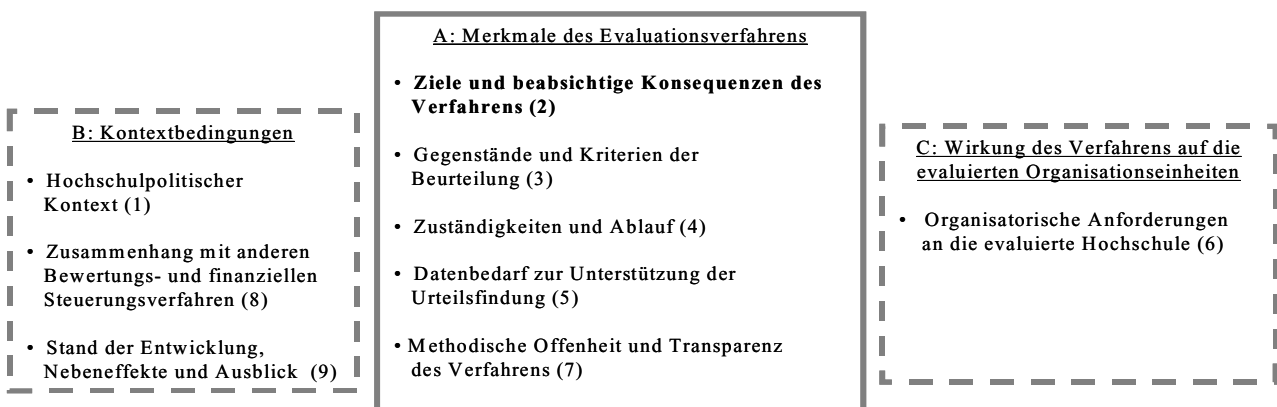 A: Merkmale des Evaluationsverfahrens
• Ziele und beabsichtige Konsequenzen des
Verfahrens (2)
• Gegenstände und Kriterien der
Beurteilung (3)
• Zuständigkeiten und Ablauf (4)
• Datenbedarf zur Unterstützung der
Urteilsfindung (5)
• Methodische Offenheit und Transparenz
des Verfahrens (7)
B: Kontextbedingungen
• Hochschulpolitischer
Kontext (1)
• Zusammenhang mit anderen
Bewertungs- und finanziellen
Steuerungsverfahren (8)
• Stand der Entwicklung,
Nebeneffekte und Ausblick (9)
C: Wirkung des Verfahrens auf die
evaluierten Organisationseinheiten
• Organisatorische Anforderungen
an die evaluierte Hochschule (6)